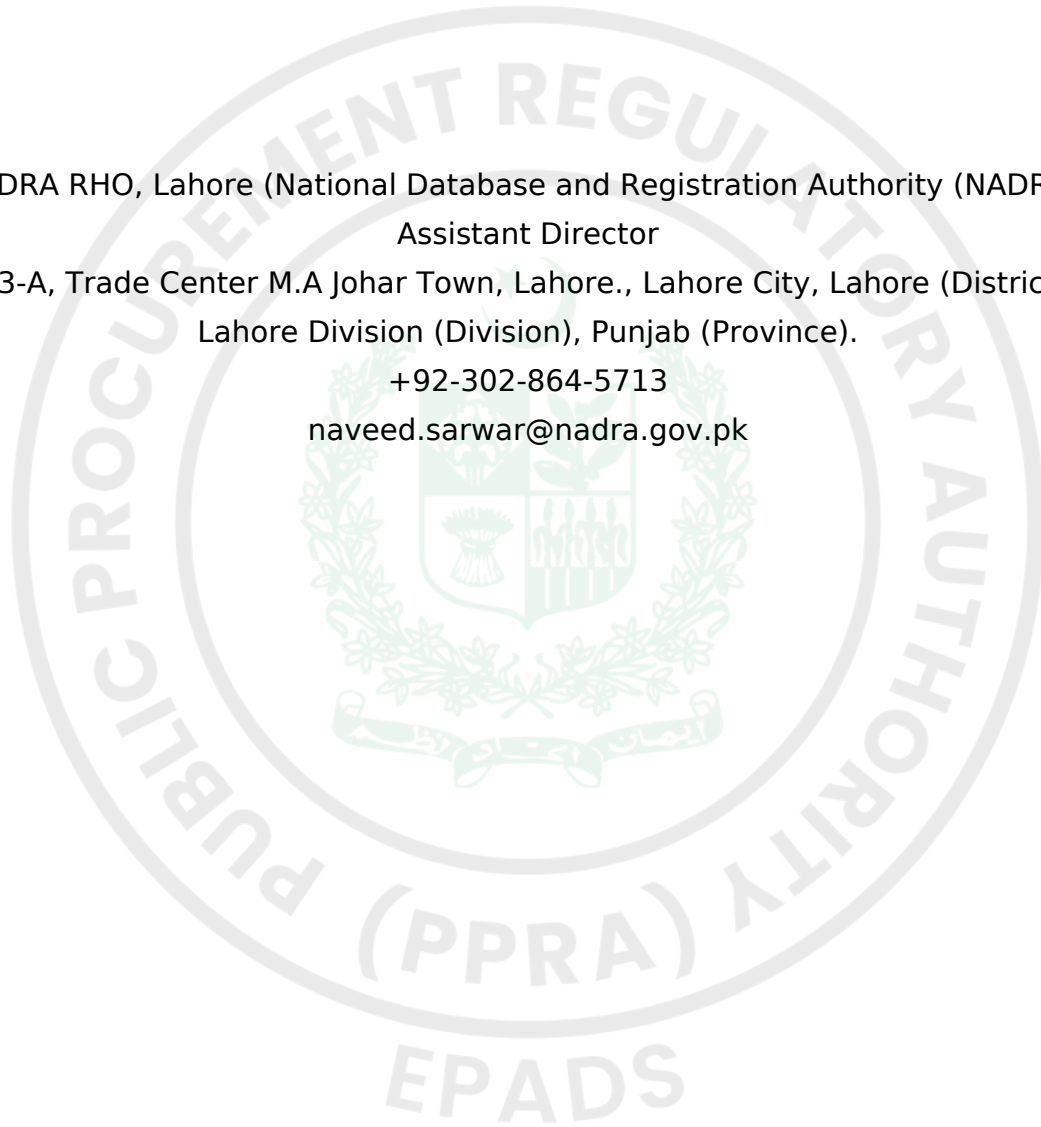 DRA RHO, Lahore (National Database and Registration Authority (NADR
Assistant Director
3-A, Trade Center M.A Johar Town, Lahore., Lahore City, Lahore (Distric
Lahore Division (Division), Punjab (Province).
+92-302-864-5713
naveed.sarwar@nadra.gov.pk
PUBLIC PROCUREMENT REGULATORY AUTHORITY
(PPRA)
EPADS